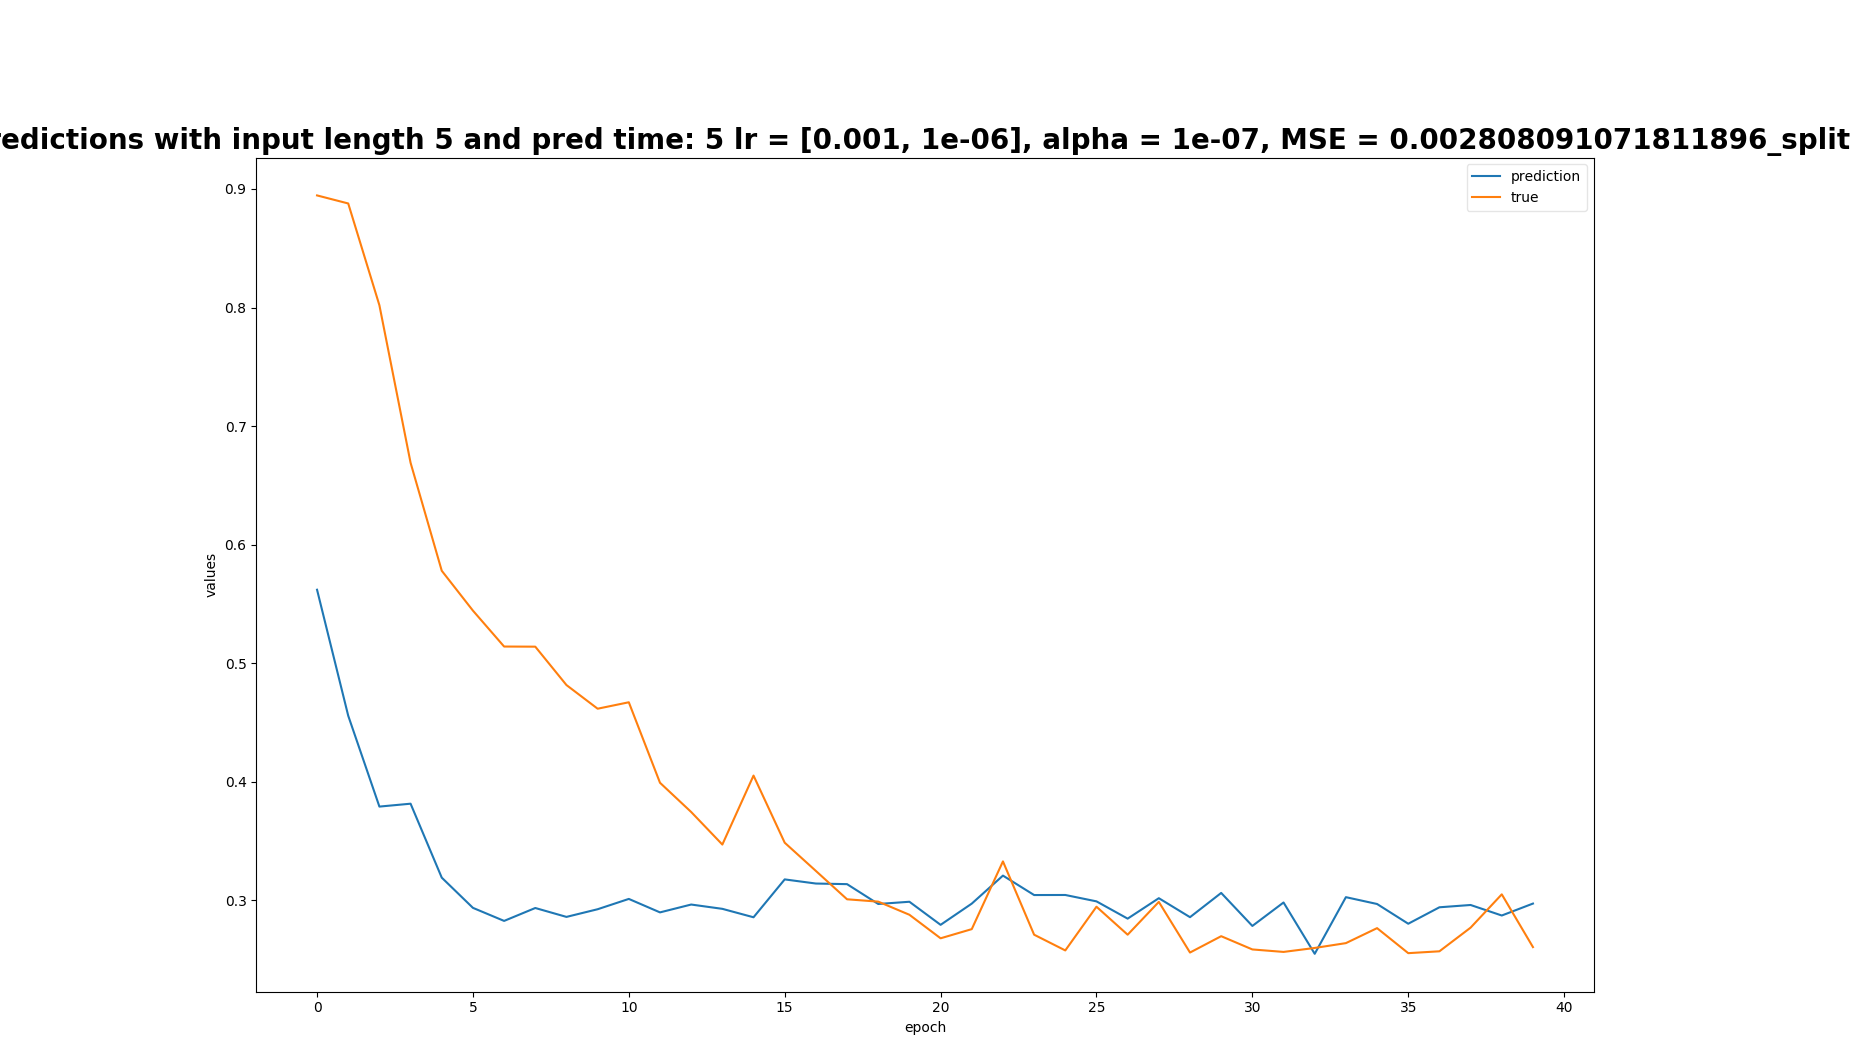 redictions with input length 5 and pred time: 5 lr = [0.001, 1e-06], alpha = 1e-07, MSE = 0.002808091071811896_split
prediction
true
0.9
0.8
0.7
0.6
0.5
0.4
0.3
values
0 5 10 15 20 25 30 35 40
epoch